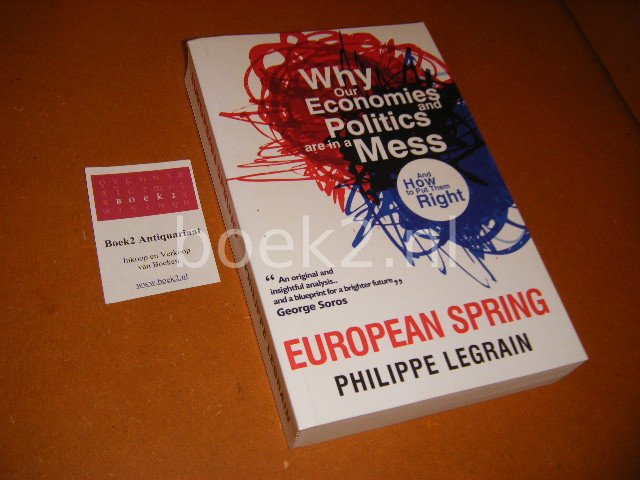 Why
Our
Economies
and
Politics
are in a
Mess
And
How
to Put Them
Right
“ An original and
insightful analysis..
and a blueprint for a brighter future „
George Soros
EUROPEAN SPRING
PHILIPPE LEGRAIN
BOEK2
Boek2 Antiquariaat
Inkoop en Verkoop
van Boeken
www.boek2.nl
boek2.nl